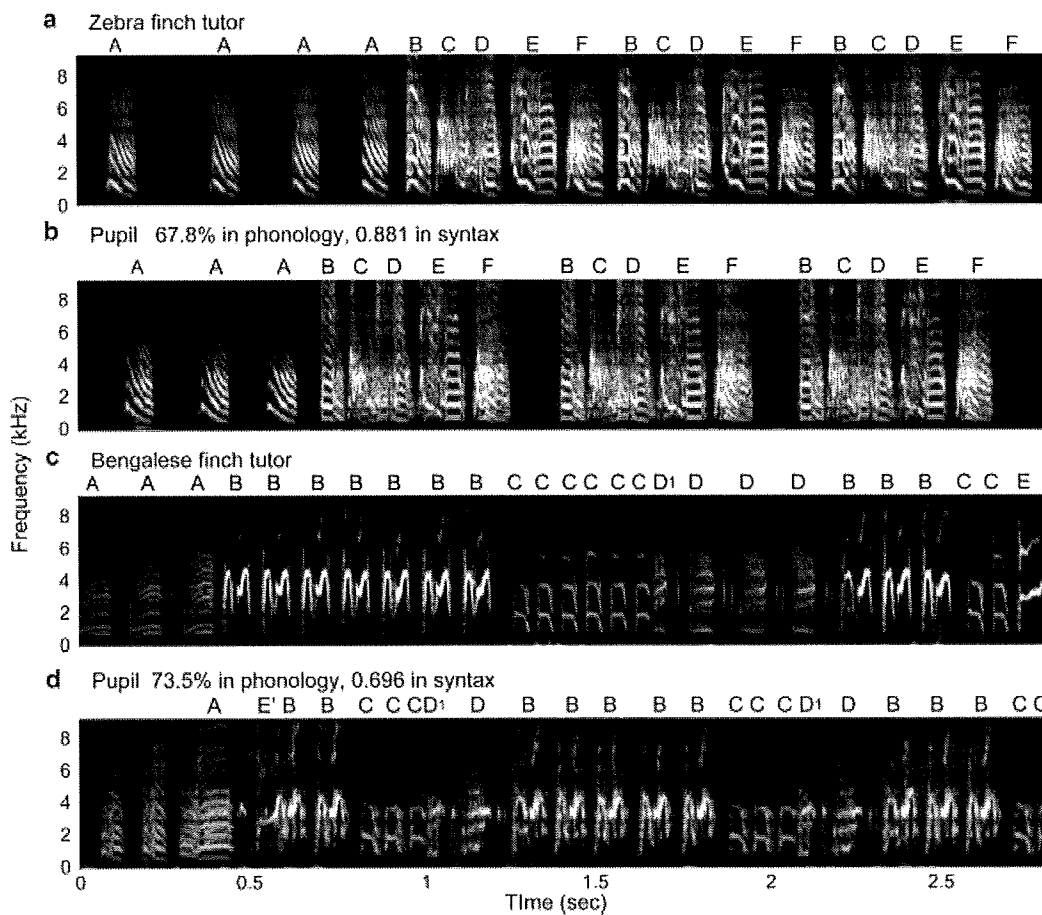 a Zebra finch tutor
A A A A B C D E F B C D E F B C D E F
8
6
4
2
0
b Pupil 67.8% in phonology, 0.881 in syntax
A A A B C D E F B C D E F B C D E F
8
6
4
2
0
Frequency (kHz)
c Bengalese finch tutor
A A A B B B B B B B C C C C C C D1 D D D B B B C C E
8
6
4
2
0
d Pupil 73.5% in phonology, 0.696 in syntax
A E' B B C C C D1 D B B B B B C C C D1 D B B B C C
8
6
4
2
0
0 0.5 1 1.5 2 2.5
TIme (sec)